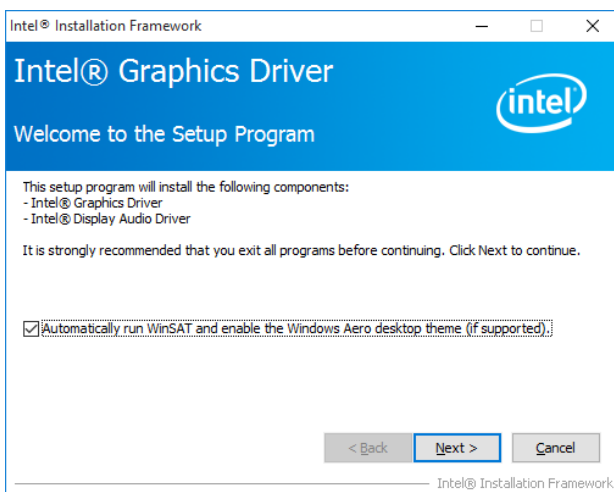 Intel® Installation Framework
Intel® Graphics Driver
intel
Welcome to the Setup Program
This setup program will install the following components:
- Intel® Graphics Driver
- Intel® Display Audio Driver
It is strongly recommended that you exit all programs before continuing. Click Next to continue.
Automatically run WinSAT and enable the Windows Aero desktop theme (if supported).
< Back
Next >
Cancel
Intel® Installation Framework